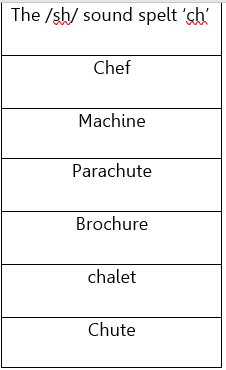 The /sh/ sound spelt ‘ch’
Chef
Machine
Parachute
Brochure
chalet
Chute